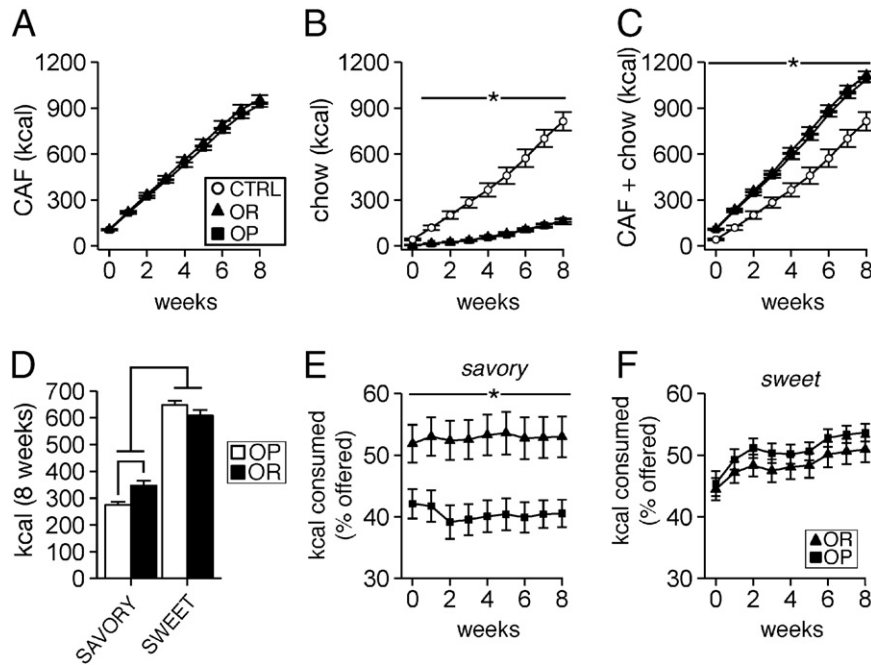 A
CAF (kcal)
1200
900
600
300
0
CTRL
OR
OP
0 2 4 6 8
weeks
B
chow (kcal)
1200
900
600
300
0
*
0 2 4 6 8
weeks
C
CAF + chow (kcal)
1200
900
600
300
0
*
0 2 4 6 8
weeks
D
kcal (8 weeks)
700
600
500
400
300
200
100
0
OP
OR
SAVORY
SWEET
E
savory
kcal consumed
(% offered)
60
50
40
30
*
0 2 4 6 8
weeks
F
sweet
kcal consumed
(% offered)
60
50
40
30
OR
OP
0 2 4 6 8
weeks